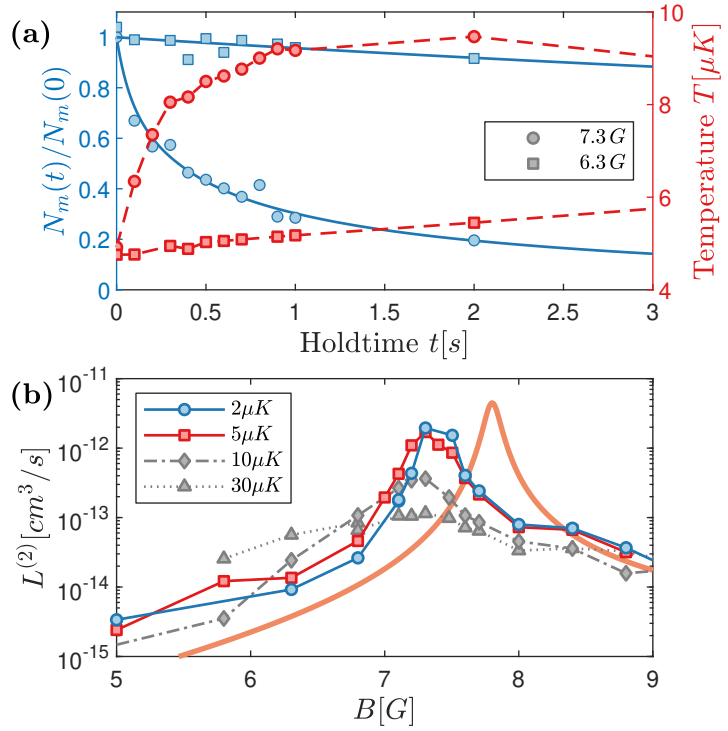 (a)
N_m(t)/N_m(0)
1
0.8
0.6
0.4
0.2
0
10
8
6
4
Temperature T[μK]
7.3 G
6.3 G
0 0.5 1 1.5 2 2.5 3
Holdtime t[s]
(b)
L^(2)[cm^3/s]
10^-11
10^-12
10^-13
10^-14
10^-15
2μK
5μK
10μK
30μK
5 6 7 8 9
B[G]